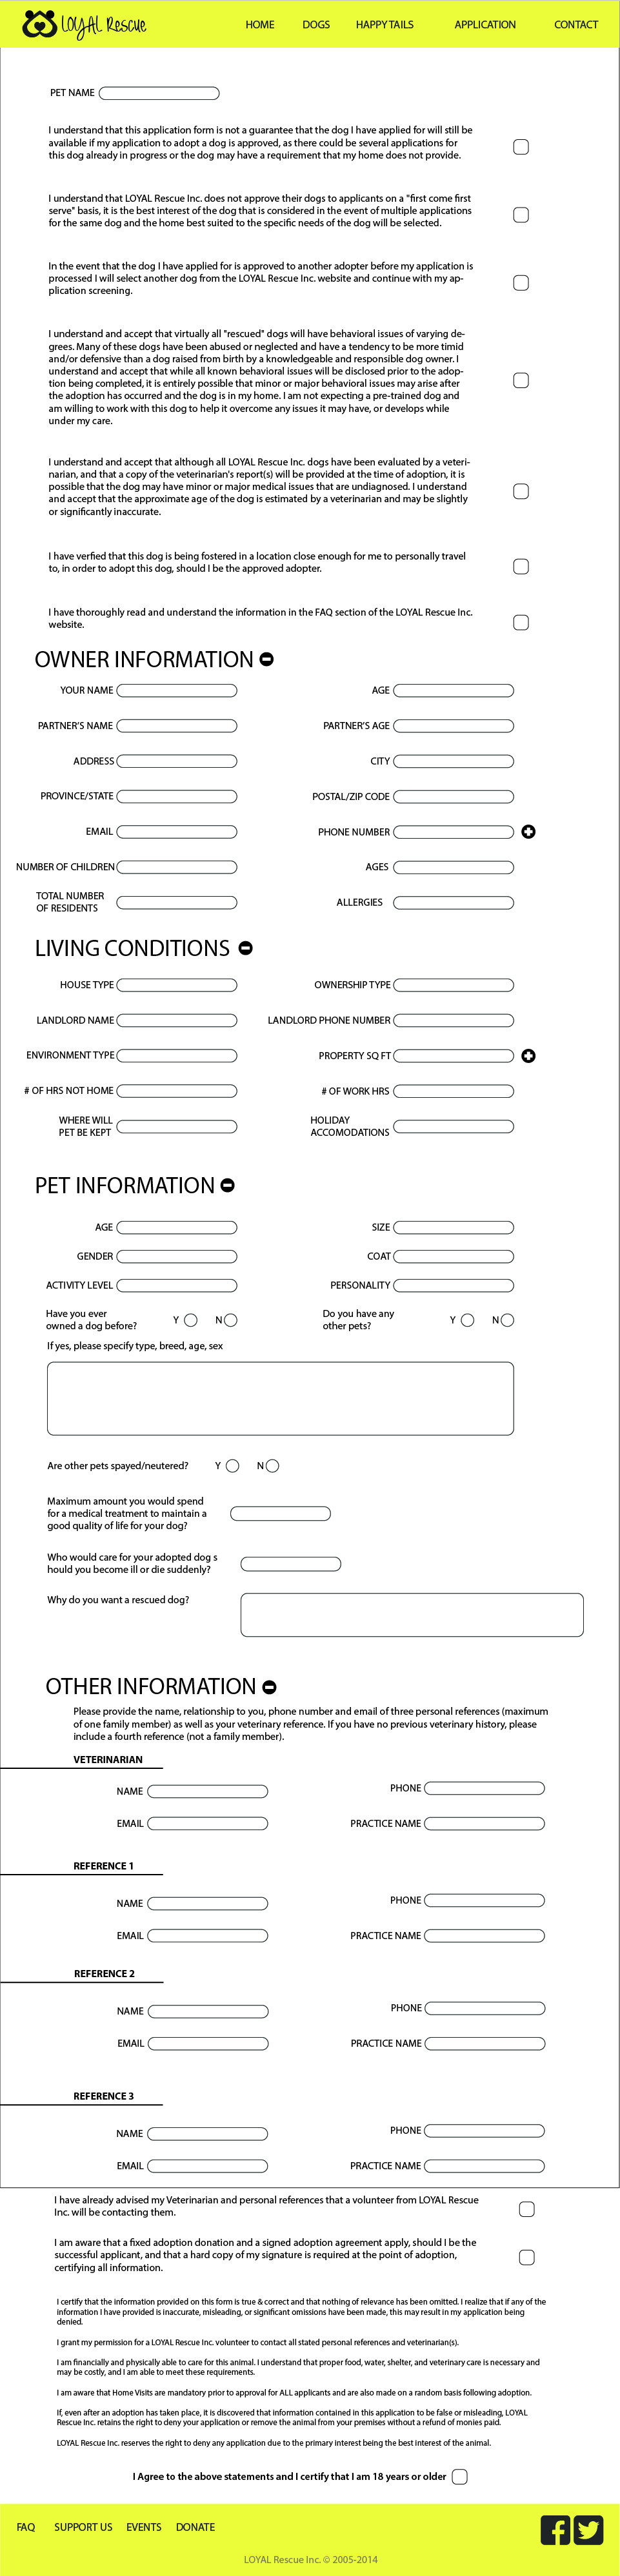 LOYAL Rescue
HOME DOGS HAPPY TAILS APPLICATION CONTACT
PET NAME
I understand that this application form is not a guarantee that the dog I have applied for will still be
available if my application to adopt a dog is approved, as there could be several applications for
this dog already in progress or the dog may have a requirement that my home does not provide.
I understand that LOYAL Rescue Inc. does not approve their dogs to applicants on a "first come first
serve" basis, it is the best interest of the dog that is considered in the event of multiple applications
for the same dog and the home best suited to the specific needs of the dog will be selected.
In the event that the dog I have applied for is approved to another adopter before my application is
processed I will select another dog from the LOYAL Rescue Inc. website and continue with my ap-
plication screening.
I understand and accept that virtually all "rescued" dogs will have behavioral issues of varying de-
grees. Many of these dogs have been abused or neglected and have a tendency to be more timid
and/or defensive than a dog raised from birth by a knowledgeable and responsible dog owner. I
understand and accept that while all known behavioral issues will be disclosed prior to the adop-
tion being completed, it is entirely possible that minor or major behavioral issues may arise after
the adoption has occurred and the dog is in my home. I am not expecting a pre-trained dog and
am willing to work with this dog to help it overcome any issues it may have, or develops while
under my care.
I understand and accept that although all LOYAL Rescue Inc. dogs have been evaluated by a veteri-
narian, and that a copy of the veterinarian's report(s) will be provided at the time of adoption, it is
possible that the dog may have minor or major medical issues that are undiagnosed. I understand
and accept that the approximate age of the dog is estimated by a veterinarian and may be slightly
or significantly inaccurate.
I have verfied that this dog is being fostered in a location close enough for me to personally travel
to, in order to adopt this dog, should I be the approved adopter.
I have thoroughly read and understand the information in the FAQ section of the LOYAL Rescue Inc.
website.
OWNER INFORMATION
YOUR NAME AGE
PARTNER'S NAME PARTNER'S AGE
ADDRESS CITY
PROVINCE/STATE POSTAL/ZIP CODE
EMAIL PHONE NUMBER
NUMBER OF CHILDREN AGES
TOTAL NUMBER
OF RESIDENTS ALLERGIES
LIVING CONDITIONS
HOUSE TYPE OWNERSHIP TYPE
LANDLORD NAME LANDLORD PHONE NUMBER
ENVIRONMENT TYPE PROPERTY SQ FT
# OF HRS NOT HOME # OF WORK HRS
WHERE WILL HOLIDAY
PET BE KEPT ACCOMODATIONS
PET INFORMATION
AGE SIZE
GENDER COAT
ACTIVITY LEVEL PERSONALITY
Have you ever Do you have any
owned a dog before? Y N other pets? Y N
If yes, please specify type, breed, age, sex
Are other pets spayed/neutered? Y N
Maximum amount you would spend
for a medical treatment to maintain a
good quality of life for your dog?
Who would care for your adopted dog s
hould you become ill or die suddenly?
Why do you want a rescued dog?
OTHER INFORMATION
Please provide the name, relationship to you, phone number and email of three personal references (maximum
of one family member) as well as your veterinary reference. If you have no previous veterinary history, please
include a fourth reference (not a family member).
VETERINARIAN
NAME PHONE
EMAIL PRACTICE NAME
REFERENCE 1
NAME PHONE
EMAIL PRACTICE NAME
REFERENCE 2
NAME PHONE
EMAIL PRACTICE NAME
REFERENCE 3
NAME PHONE
EMAIL PRACTICE NAME
I have already advised my Veterinarian and personal references that a volunteer from LOYAL Rescue
Inc. will be contacting them.
I am aware that a fixed adoption donation and a signed adoption agreement apply, should I be the
successful applicant, and that a hard copy of my signature is required at the point of adoption,
certifying all information.
I certify that the information provided on this form is true & correct and that nothing of relevance has been omitted. I realize that if any of the
information I have provided is inaccurate, misleading, or significant omissions have been made, this may result in my application being
denied.
I grant my permission for a LOYAL Rescue Inc. volunteer to contact all stated personal references and veterinarian(s).
I am financially and physically able to care for this animal. I understand that proper food, water, shelter, and veterinary care is necessary and
may be costly, and I am able to meet these requirements.
I am aware that Home Visits are mandatory prior to approval for ALL applicants and are also made on a random basis following adoption.
If, even after an adoption has taken place, it is discovered that information contained in this application to be false or misleading, LOYAL
Rescue Inc. retains the right to deny your application or remove the animal from your premises without a refund of monies paid.
LOYAL Rescue Inc. reserves the right to deny any application due to the primary interest being the best interest of the animal.
I Agree to the above statements and I certify that I am 18 years or older
FAQ SUPPORT US EVENTS DONATE
LOYAL Rescue Inc. © 2005-2014